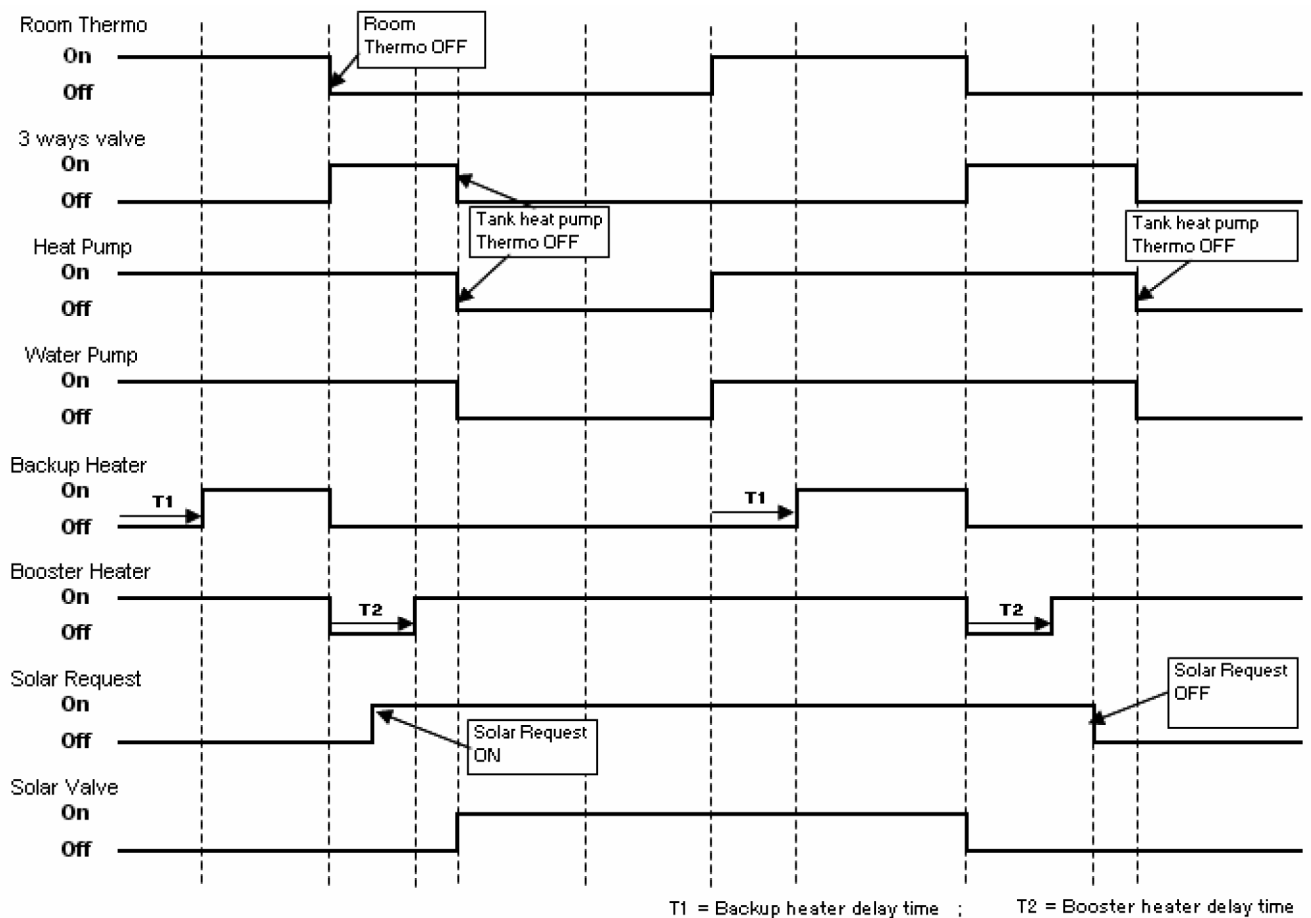 Room Thermo
On
Off
Room
Thermo OFF
3 ways valve
On
Off
Tank heat pump
Thermo OFF
Tank heat pump
Thermo OFF
Heat Pump
On
Off
Water Pump
On
Off
Backup Heater
On
T1
T1
Off
Booster Heater
On
T2
T2
Off
Solar Request
On
Off
Solar Request
ON
Solar Request
OFF
Solar Valve
On
Off
T1 = Backup heater delay time ; T2 = Booster heater delay time